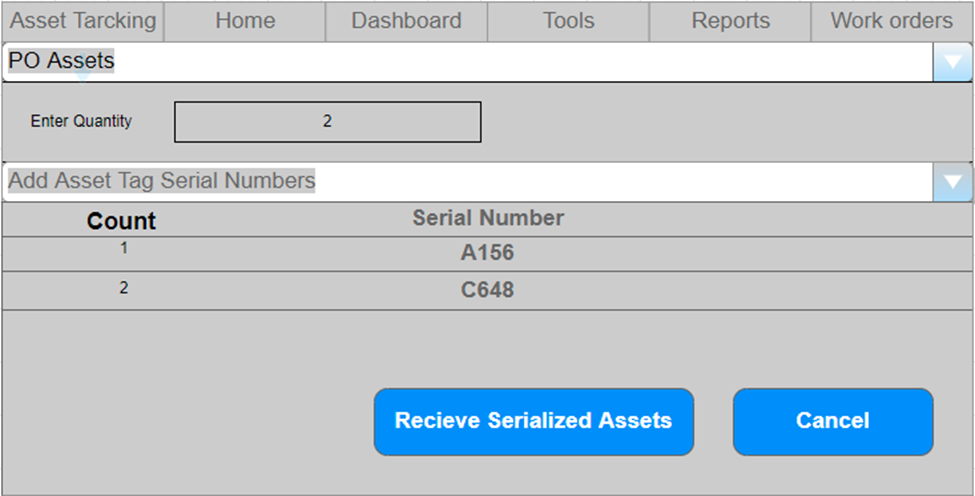 Asset Tarcking Home Dashboard Tools Reports Work orders
PO Assets
Enter Quantity 2
Add Asset Tag Serial Numbers
Count Serial Number
1 A156
2 C648
Recieve Serialized Assets Cancel